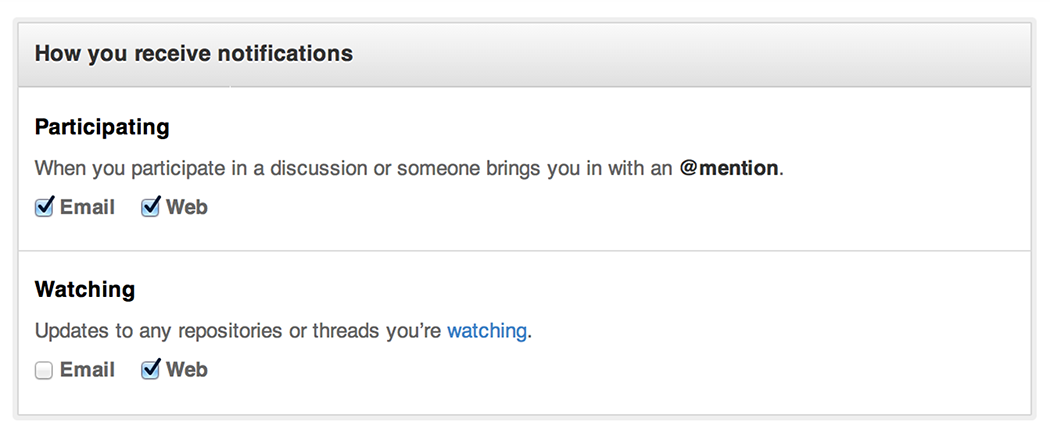 How you receive notifications
Participating
When you participate in a discussion or someone brings you in with an @mention.
Email Web
Watching
Updates to any repositories or threads you’re watching.
Email Web